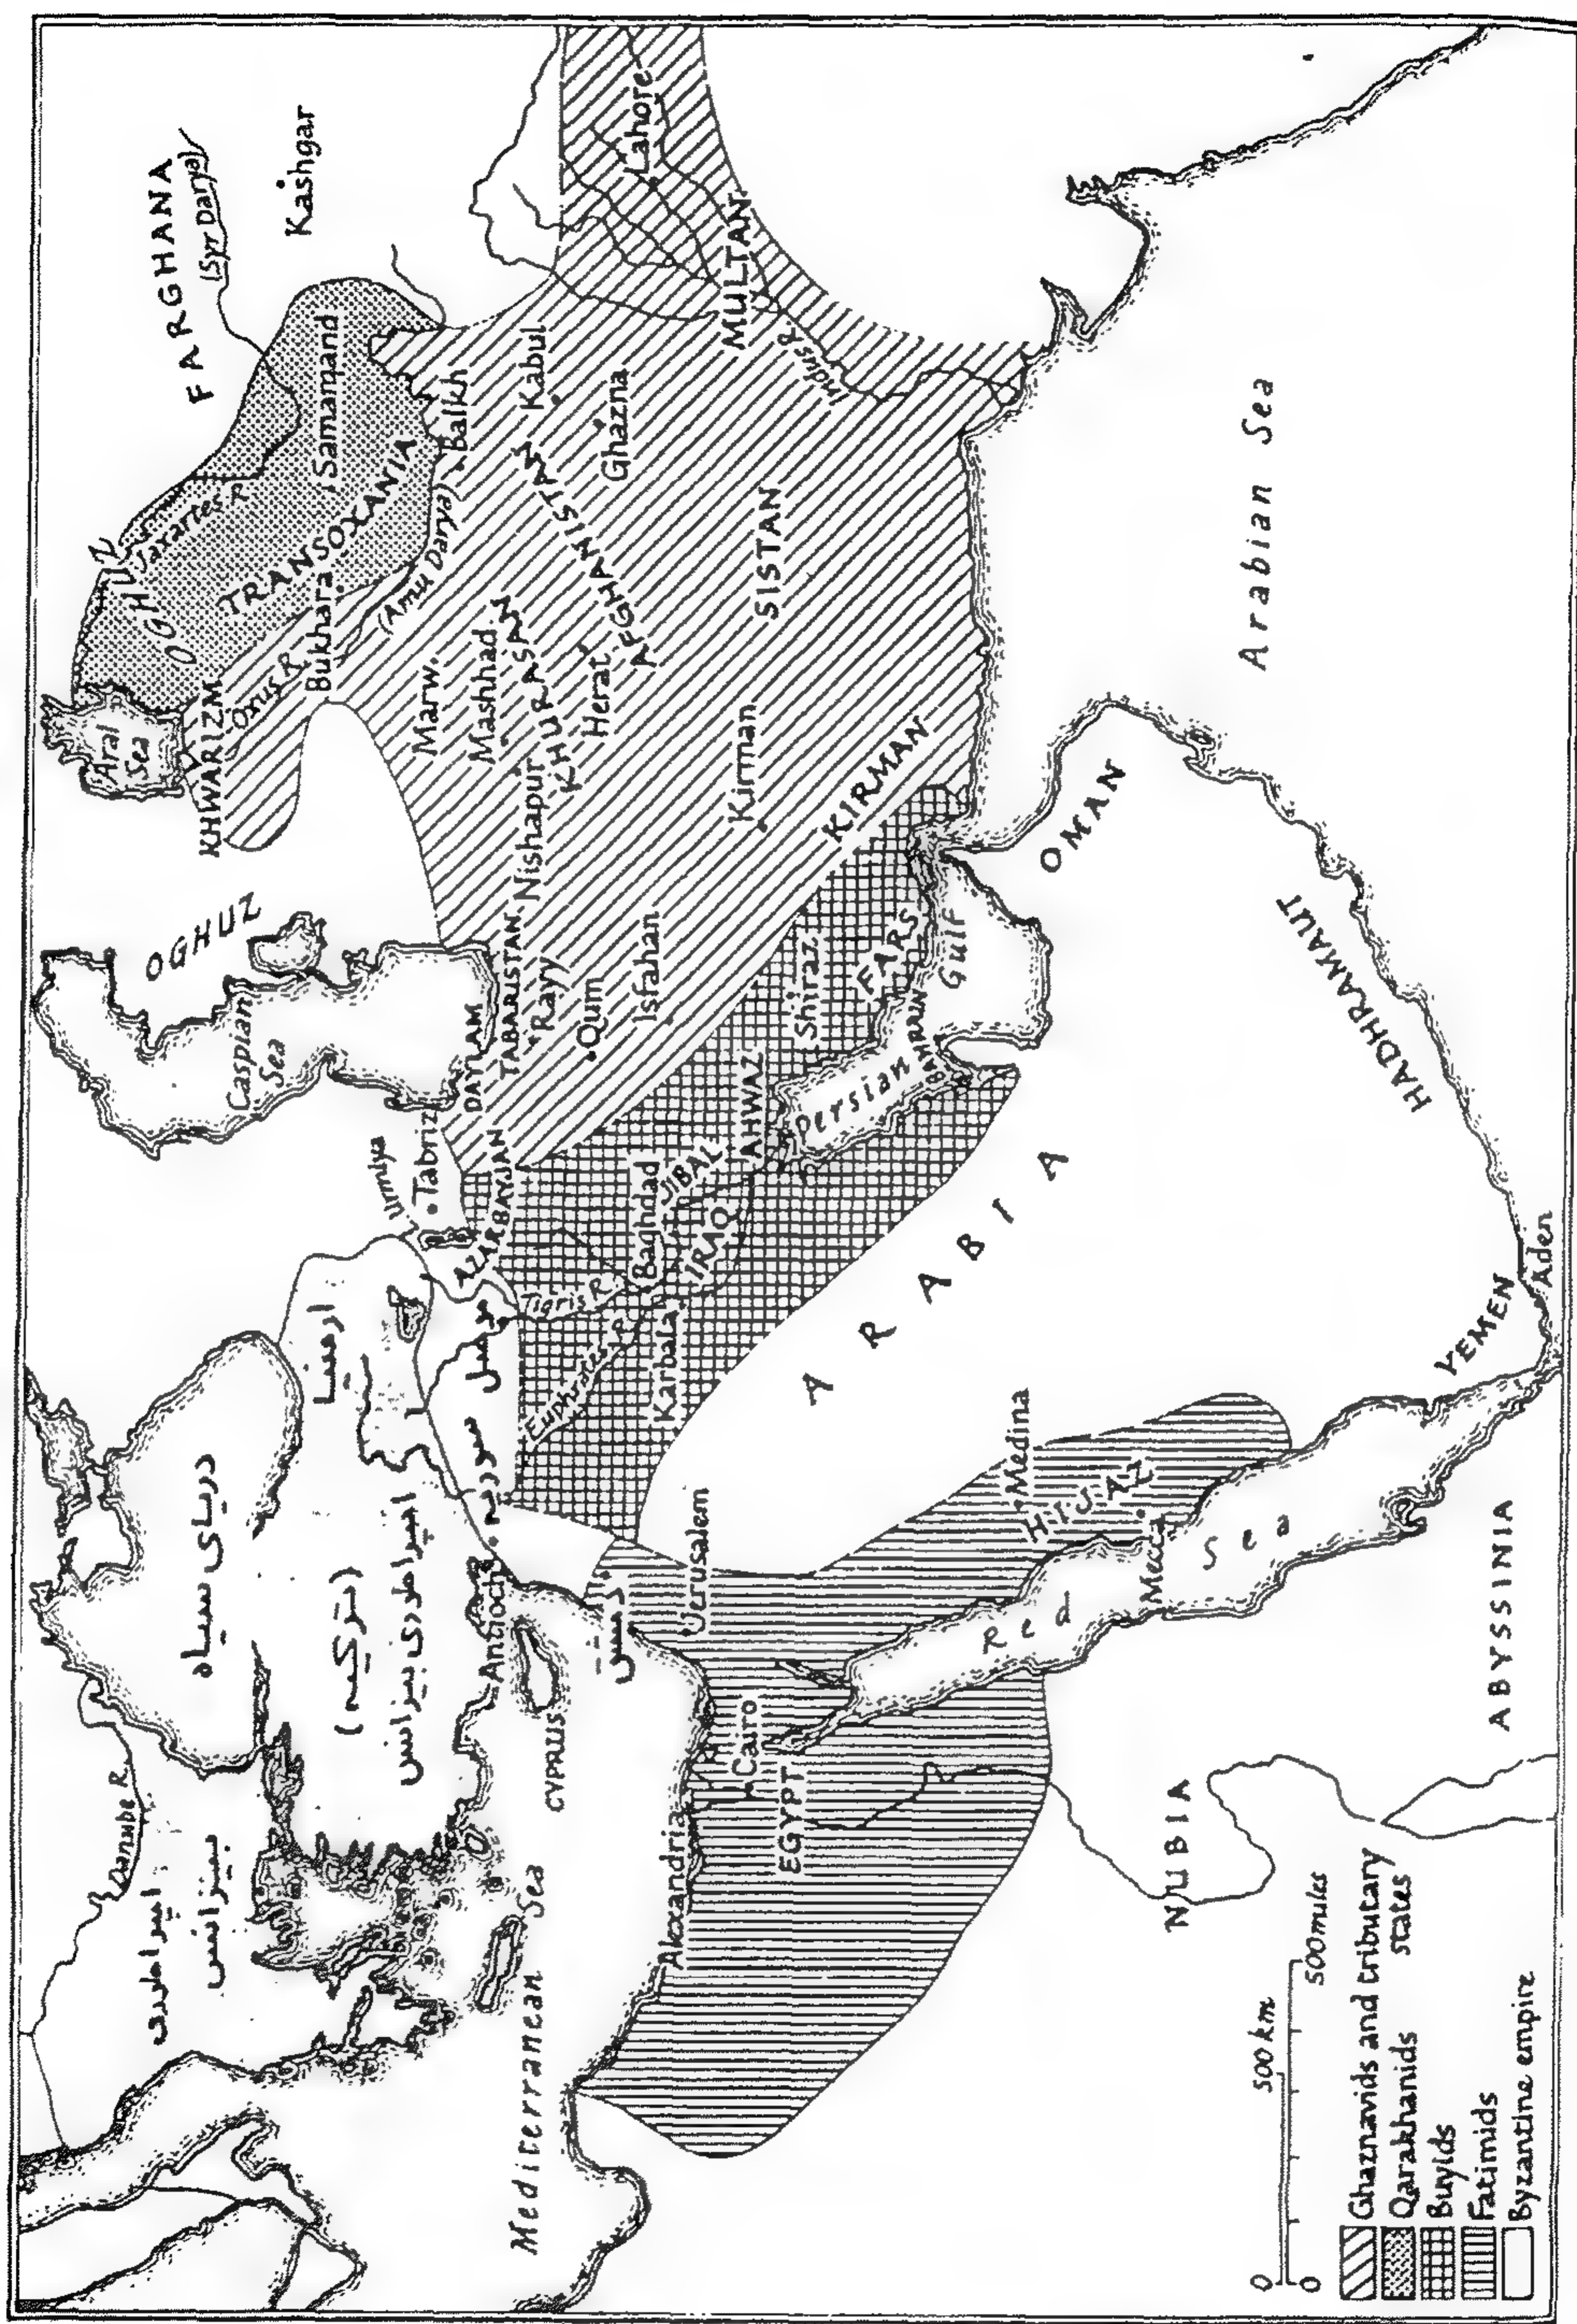 Danube R.
امپراطوری
بیزانس
دریای سیاه
ارمنیا
(ترکیه)
امپراطوری بیزانس
Caspian
Sea
OGHUZ
Aral
Sea
KHWARIZM
OGHUZ
Jaxartes R.
FARGHANA
(Syr Darya)
Kashgar
TRANSOXANIA
Samarqand
Bukhara
Oxus R.
(Amu Darya)
Balkh
Urmiya
Tabriz
AZARBAYJAN
DAYLAM
TABARISTAN
Rayy
Qum
Isfahan
Nishapur
Marw
Mashhad
KHURASAN
Herat
AFGHANISTAN
Kabul
Ghazna
Lahore
MULTAN
Indus R.
SISTAN
Kirman
KIRMAN
Antioch
سوریه
موصل
CYPRUS
Mediterranean Sea
دمشق
Jerusalem
Tigris R.
Euphrates R.
Karbala
Baghdad
JIBAL
IRAQ
AHWAZ
Shiraz
FARS
Persian Gulf
BAHRAIN
Alexandria
Cairo
EGYPT
ARABIA
OMAN
Arabian Sea
Medina
HIJAZ
Mecca
Red Sea
HADHRAMAUT
YEMEN
Aden
NUBIA
ABYSSINIA
0 500 km
0 500 miles
Ghaznavids and tributary states
Qarakhanids
Buyids
Fatimids
Byzantine empire